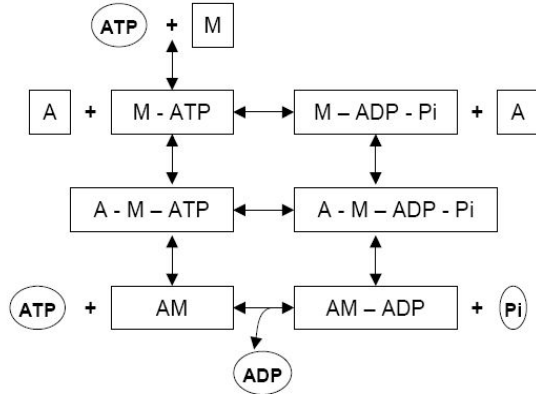 ATP + M
A + M - ATP M – ADP - Pi + A
A - M – ATP A - M – ADP - Pi
ATP + AM AM – ADP + Pi
ADP